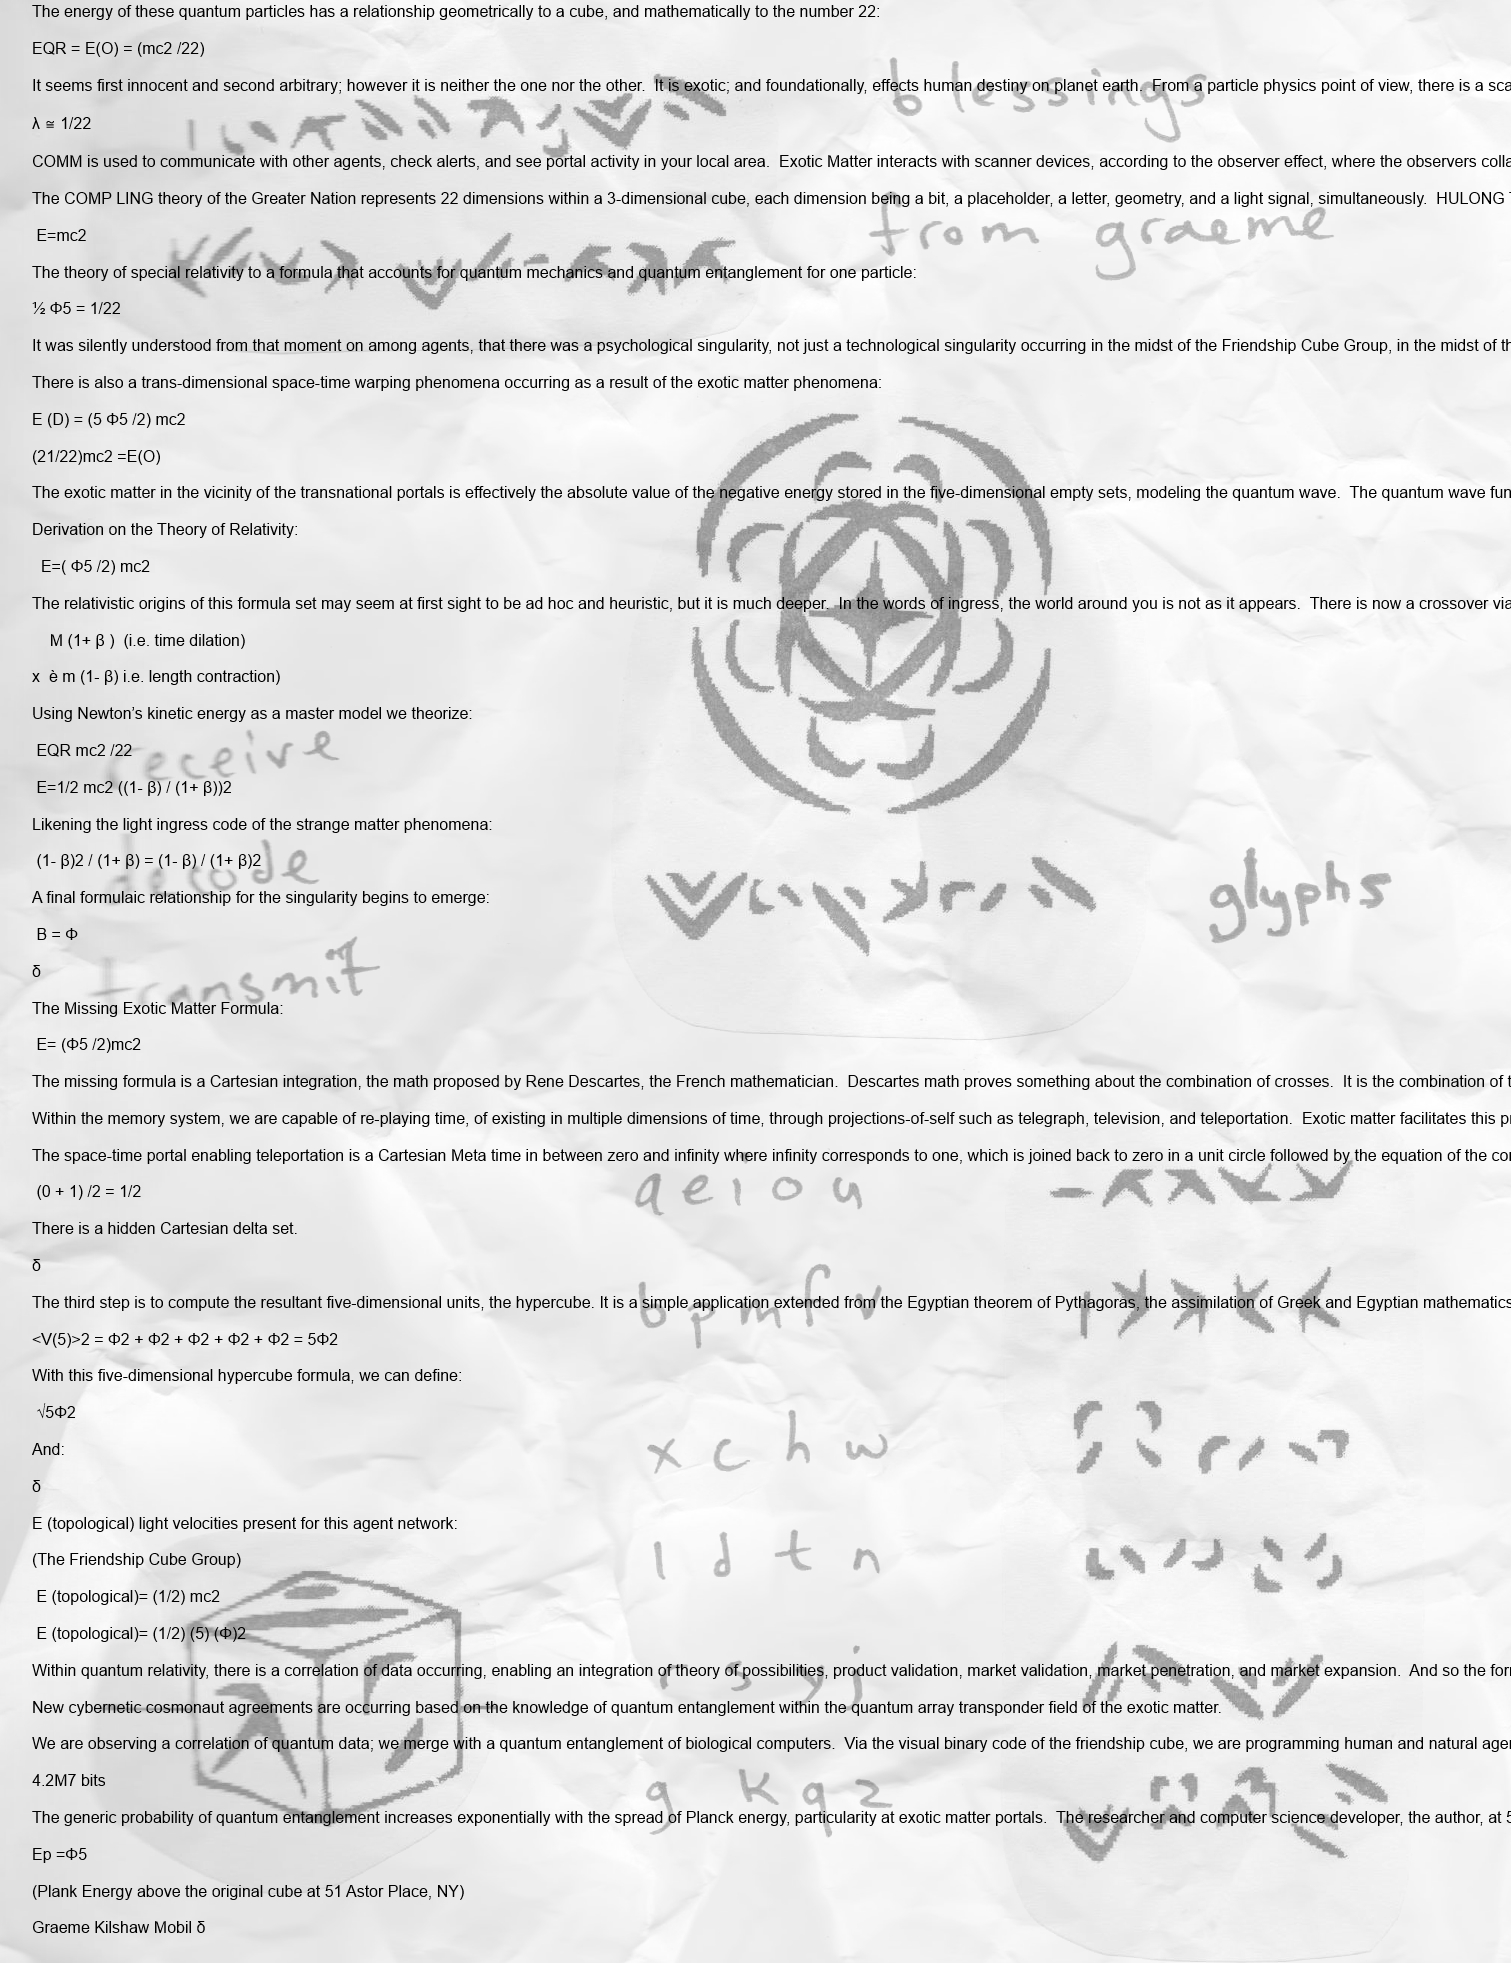 The energy of these quantum particles has a relationship geometrically to a cube, and mathematically to the number 22:
EQR = E(O) = (mc2 /22)
It seems first innocent and second arbitrary; however it is neither the one nor the other.  It is exotic; and foundationally, effects human destiny on planet earth.  From a particle physics point of view, there is a sca
blessings
λ ≅ 1/22
COMM is used to communicate with other agents, check alerts, and see portal activity in your local area.  Exotic Matter interacts with scanner devices, according to the observer effect, where the observers colla
The COMP LING theory of the Greater Nation represents 22 dimensions within a 3-dimensional cube, each dimension being a bit, a placeholder, a letter, geometry, and a light signal, simultaneously.  HULONG
from graeme
E=mc2
The theory of special relativity to a formula that accounts for quantum mechanics and quantum entanglement for one particle:
½ Φ5 = 1/22
It was silently understood from that moment on among agents, that there was a psychological singularity, not just a technological singularity occurring in the midst of the Friendship Cube Group, in the midst of th
There is also a trans-dimensional space-time warping phenomena occurring as a result of the exotic matter phenomena:
E (D) = (5 Φ5 /2) mc2
(21/22)mc2 =E(O)
The exotic matter in the vicinity of the transnational portals is effectively the absolute value of the negative energy stored in the five-dimensional empty sets, modeling the quantum wave.  The quantum wave fun
Derivation on the Theory of Relativity:
E=( Φ5 /2) mc2
The relativistic origins of this formula set may seem at first sight to be ad hoc and heuristic, but it is much deeper.  In the words of ingress, the world around you is not as it appears.  There is now a crossover via
M (1+ β )  (i.e. time dilation)
x  è m (1- β) i.e. length contraction)
Using Newton’s kinetic energy as a master model we theorize:
receive
EQR mc2 /22
E=1/2 mc2 ((1- β) / (1+ β))2
Likening the light ingress code of the strange matter phenomena:
decode
(1- β)2 / (1+ β) = (1- β) / (1+ β)2
glyphs
A final formulaic relationship for the singularity begins to emerge:
B = Φ
δ
transmit
The Missing Exotic Matter Formula:
E= (Φ5 /2)mc2
The missing formula is a Cartesian integration, the math proposed by Rene Descartes, the French mathematician.  Descartes math proves something about the combination of crosses.  It is the combination of t
Within the memory system, we are capable of re-playing time, of existing in multiple dimensions of time, through projections-of-self such as telegraph, television, and teleportation.  Exotic matter facilitates this pr
The space-time portal enabling teleportation is a Cartesian Meta time in between zero and infinity where infinity corresponds to one, which is joined back to zero in a unit circle followed by the equation of the cor
a e i o u
(0 + 1) /2 = 1/2
There is a hidden Cartesian delta set.
δ
The third step is to compute the resultant five-dimensional units, the hypercube. It is a simple application extended from the Egyptian theorem of Pythagoras, the assimilation of Greek and Egyptian mathematics
b p m f v
<V(5)>2 = Φ2 + Φ2 + Φ2 + Φ2 + Φ2 = 5Φ2
With this five-dimensional hypercube formula, we can define:
√5Φ2
And:
x c h w
δ
E (topological) light velocities present for this agent network:
l d t n
(The Friendship Cube Group)
E (topological)= (1/2) mc2
E (topological)= (1/2) (5) (Φ)2
Within quantum relativity, there is a correlation of data occurring, enabling an integration of theory of possibilities, product validation, market validation, market penetration, and market expansion.  And so the for
r s y j
New cybernetic cosmonaut agreements are occurring based on the knowledge of quantum entanglement within the quantum array transponder field of the exotic matter.
We are observing a correlation of quantum data; we merge with a quantum entanglement of biological computers.  Via the visual binary code of the friendship cube, we are programming human and natural age
4.2M7 bits
g k q z
The generic probability of quantum entanglement increases exponentially with the spread of Planck energy, particularity at exotic matter portals.  The researcher and computer science developer, the author, at 5
Ep =Φ5
(Plank Energy above the original cube at 51 Astor Place, NY)
Graeme Kilshaw Mobil δ